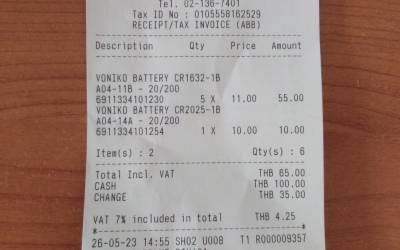 Tel. 02-136-7401
Tax ID No : 0105558162529
RECEIPT/TAX INVOICE (ABB)
Description Qty Price Amount
VONIKO BATTERY CR1632-1B
A04-11B - 20/200
6911334101230 5 X 11.00 55.00
VONIKO BATTERY CR2025-1B
A04-14A - 20/200
6911334101254 1 X 10.00 10.00
Item(s) : 2 Qty(s) : 6
Total Incl. VAT THB 65.00
CASH THB 100.00
CHANGE THB 35.00
VAT 7% included in total THB 4.25
26-05-23 14:55 SH02 U008 T1 R000009357